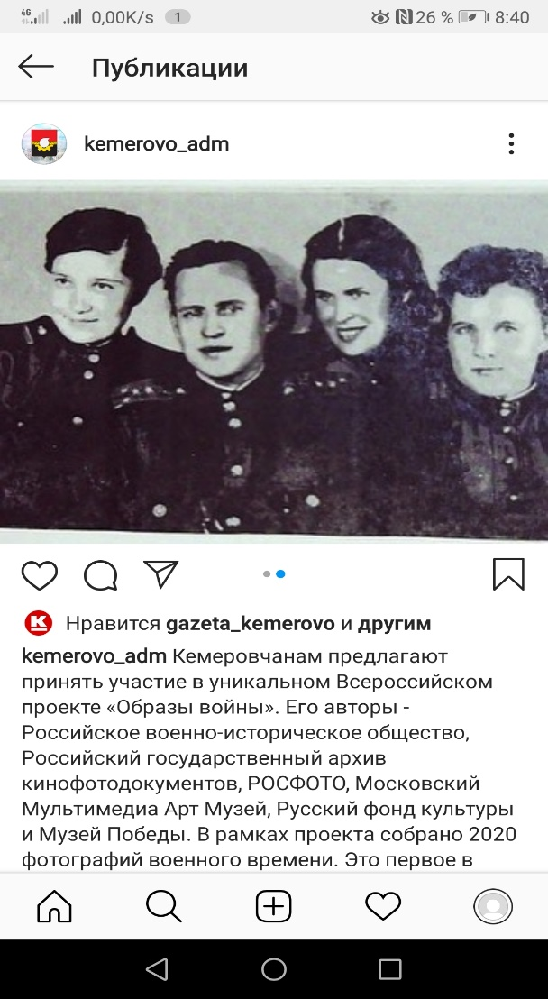 4G 0,00K/s 1 26 % 8:40
Публикации
kemerovo_adm
K Нравится gazeta_kemerovo и другим
kemerovo_adm Кемеровчанам предлагают
принять участие в уникальном Всероссийском
проекте «Образы войны». Его авторы -
Российское военно-историческое общество,
Российский государственный архив
кинофотодокументов, РОСФОТО, Московский
Мультимедиа Арт Музей, Русский фонд культуры
и Музей Победы. В рамках проекта собрано 2020
фотографий военного времени. Это первое в